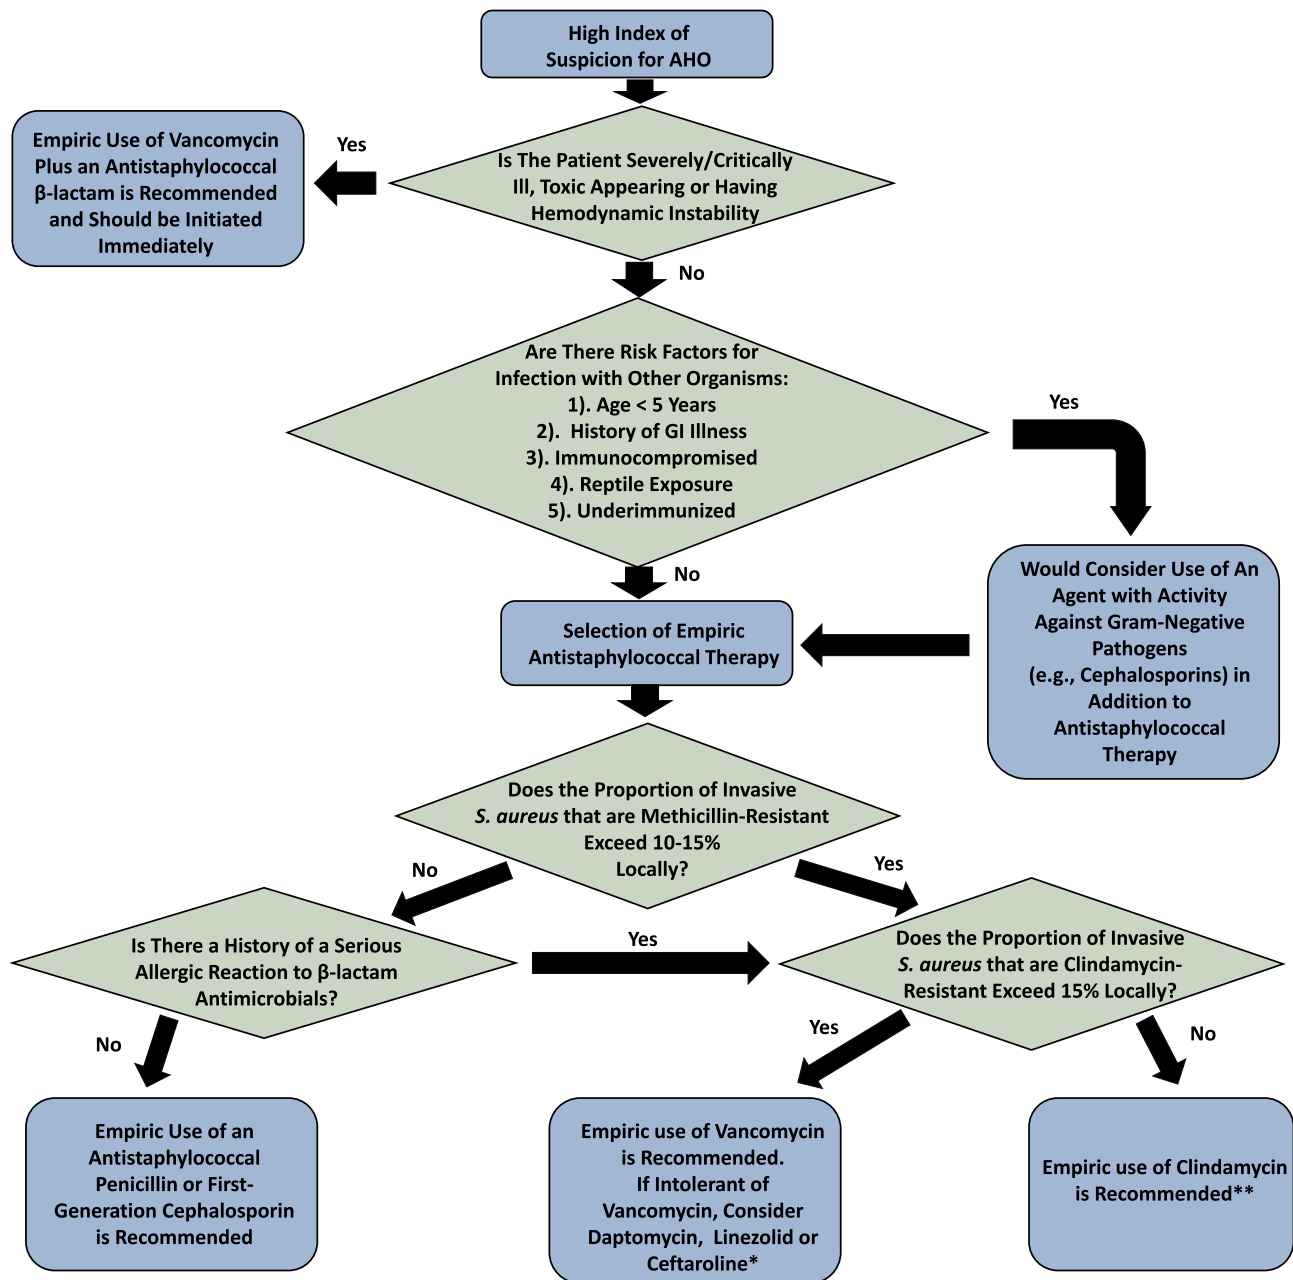 High Index of
Suspicion for AHO
Empiric Use of Vancomycin
Plus an Antistaphylococcal
β-lactam is Recommended
and Should be Initiated
Immediately
Yes
Is The Patient Severely/Critically
Ill, Toxic Appearing or Having
Hemodynamic Instability
No
Are There Risk Factors for
Infection with Other Organisms:
1). Age < 5 Years
2).  History of GI Illness
3). Immunocompromised
4). Reptile Exposure
5). Underimmunized
Yes
No
Would Consider Use of An
Agent with Activity
Against Gram-Negative
Pathogens
(e.g., Cephalosporins) in
Addition to
Antistaphylococcal
Therapy
Selection of Empiric
Antistaphylococcal Therapy
Does the Proportion of Invasive
S. aureus that are Methicillin-Resistant
Exceed 10-15%
Locally?
No
Yes
Is There a History of a Serious
Allergic Reaction to β-lactam
Antimicrobials?
Yes
Does the Proportion of Invasive
S. aureus that are Clindamycin-
Resistant Exceed 15% Locally?
No
Yes
No
Empiric Use of an
Antistaphylococcal
Penicillin or First-
Generation Cephalosporin
is Recommended
Empiric use of Vancomycin
is Recommended.
If Intolerant of
Vancomycin, Consider
Daptomycin,  Linezolid or
Ceftaroline*
Empiric use of Clindamycin
is Recommended**